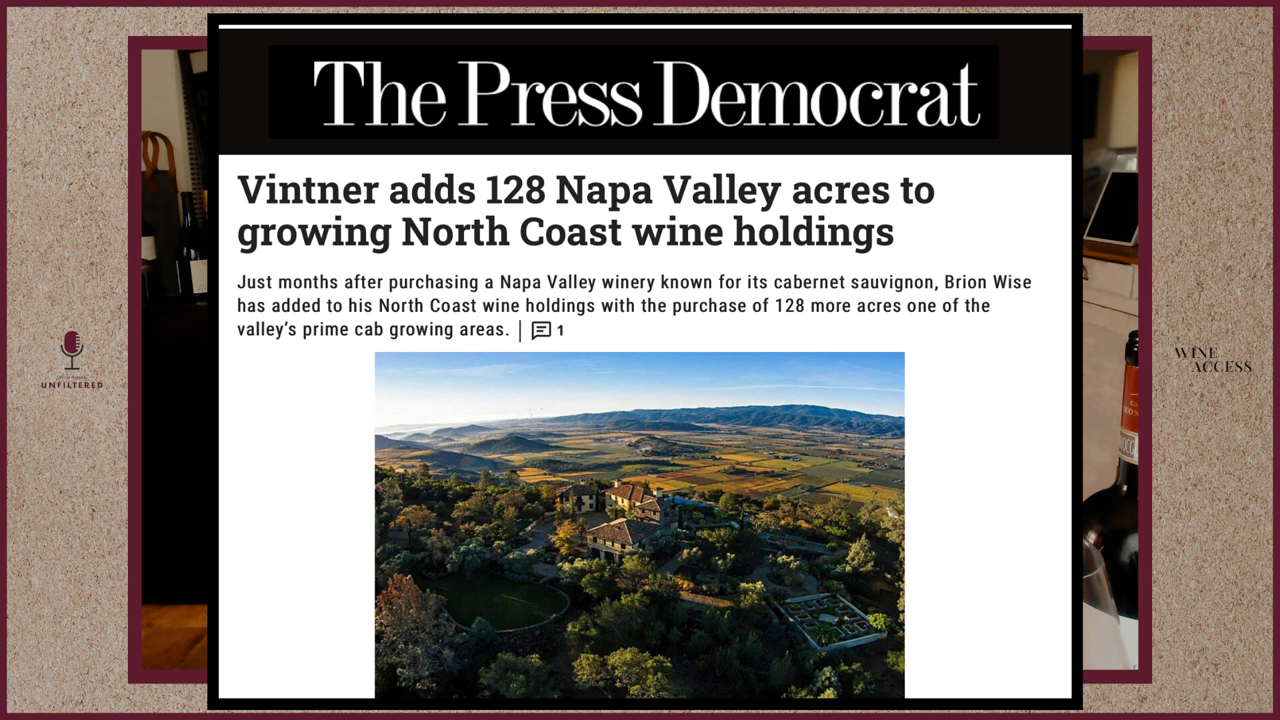 The Press Democrat
Vintner adds 128 Napa Valley acres to
growing North Coast wine holdings
Just months after purchasing a Napa Valley winery known for its cabernet sauvignon, Brion Wise
has added to his North Coast wine holdings with the purchase of 128 more acres one of the
valley’s prime cab growing areas. | 1
UNFILTERED
WINE
ACCESS